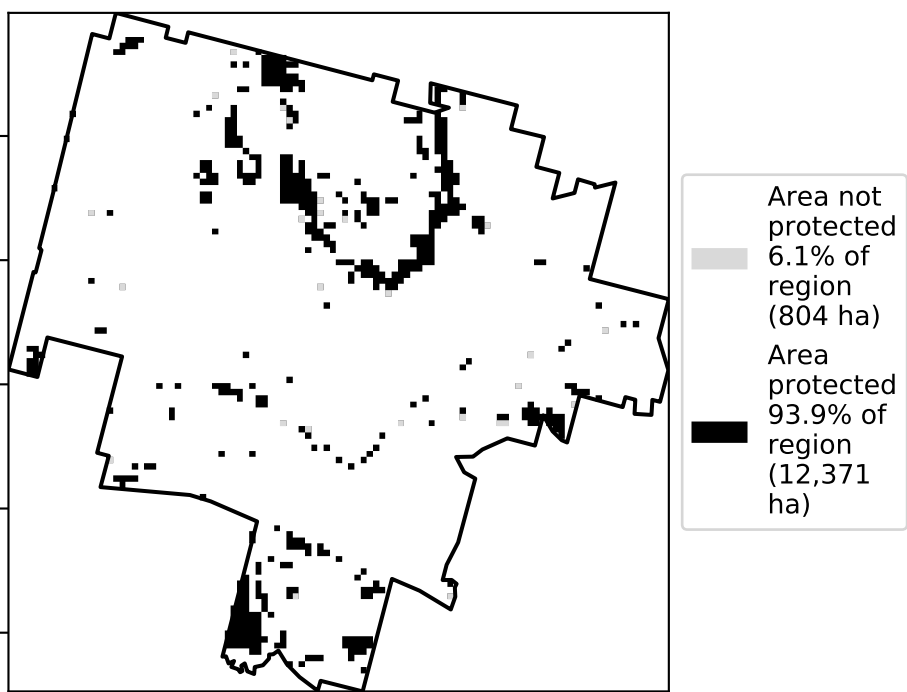 Area not
protected
6.1% of
region
(804 ha)
Area
protected
93.9% of
region
(12,371
ha)